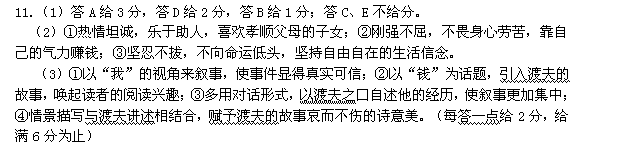 11.（1）答 A 给 3 分，答 D 给 2 分，答 B 给 1 分；答 C、E 不给分。
（2）①热情坦诚，乐于助人，喜欢孝顺父母的子女；②刚强不屈，不畏身心劳苦，靠自
己的气力赚钱；③坚忍不拔，不向命运低头，坚持自由自在的生活信念。
（3）①以“我”的视角来叙事，使事件显得真实可信；②以“钱”为话题，引入渡夫的
故事，唤起读者的阅读兴趣；③多用对话形式，以渡夫之口自述他的经历，使叙事更加集中；
④情景描写与渡夫讲述相结合，赋予渡夫的故事哀而不伤的诗意美。（每答一点给 2 分，给
满 6 分为止）